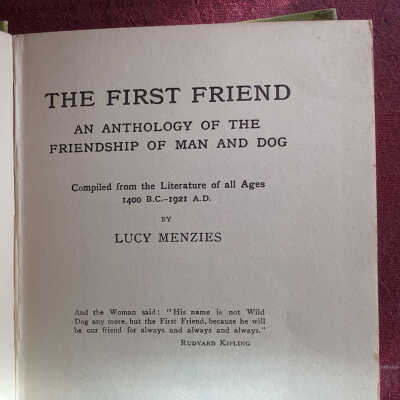 THE FIRST FRIEND
AN ANTHOLOGY OF THE
FRIENDSHIP OF MAN AND DOG
Compiled from the Literature of all Ages
1400 B.C.–1921 A.D.
BY
LUCY MENZIES
And the Woman said: "His name is not Wild
Dog any more, but the First Friend, because he will
be our friend for always and always and always."
RUDYARD KIPLING